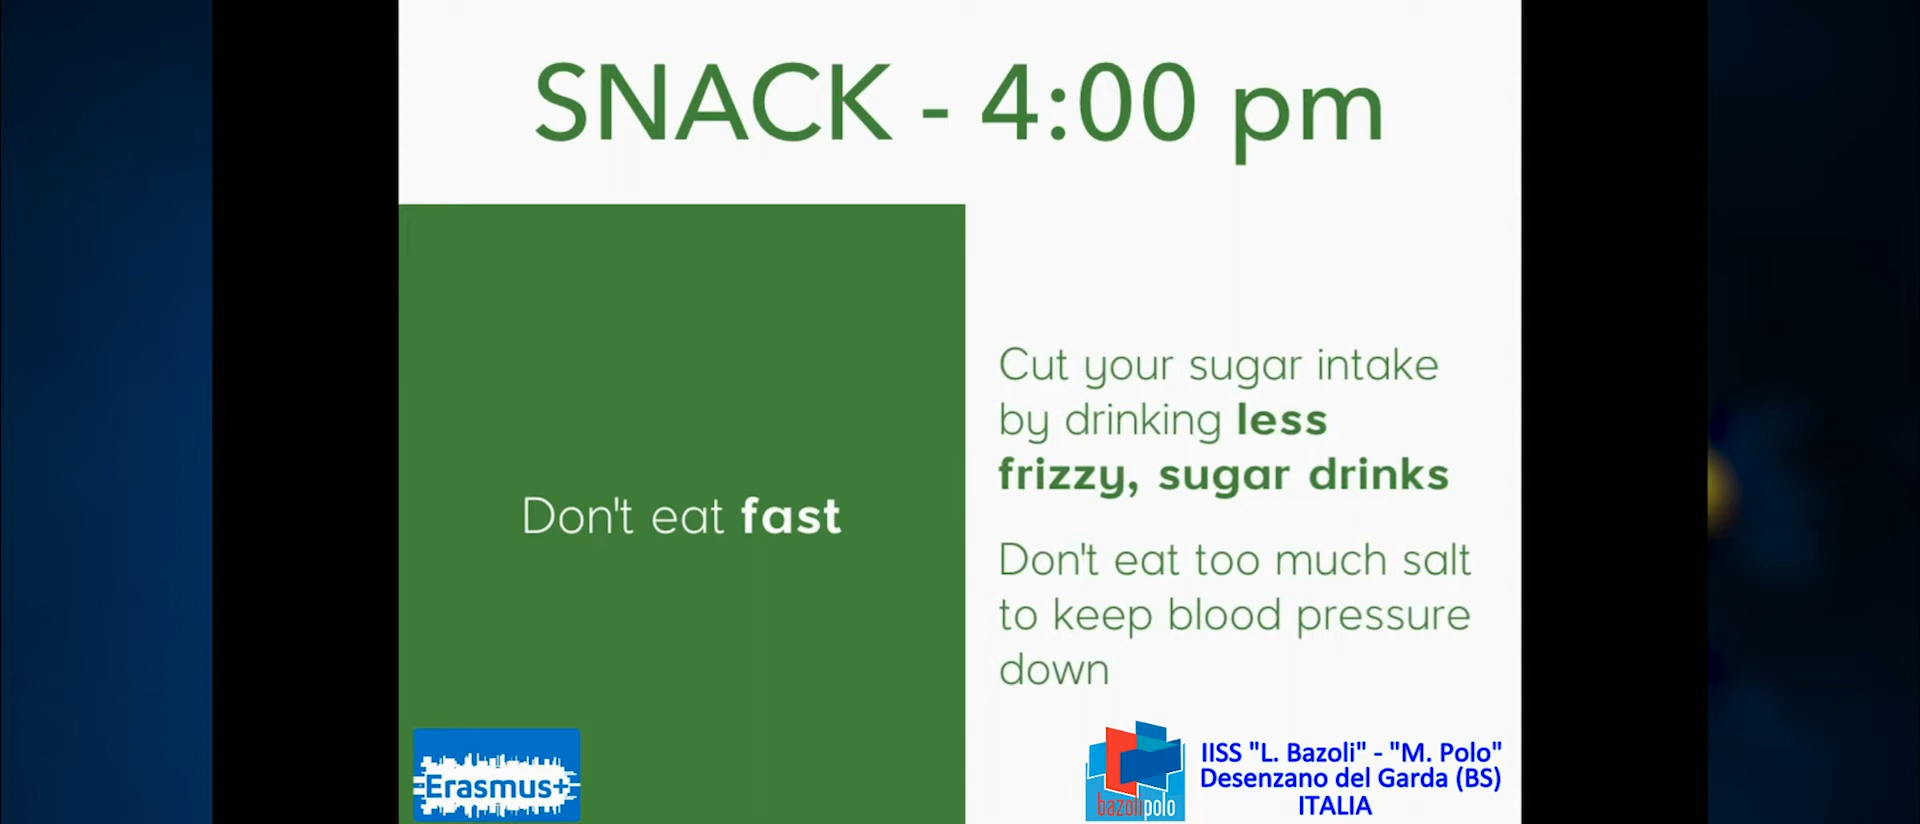 SNACK - 4:00 pm
Don't eat fast
Cut your sugar intake
by drinking less
frizzy, sugar drinks
Don't eat too much salt
to keep blood pressure
down
Erasmus+
bazolipolo
IISS "L. Bazoli" - "M. Polo"
Desenzano del Garda (BS)
ITALIA